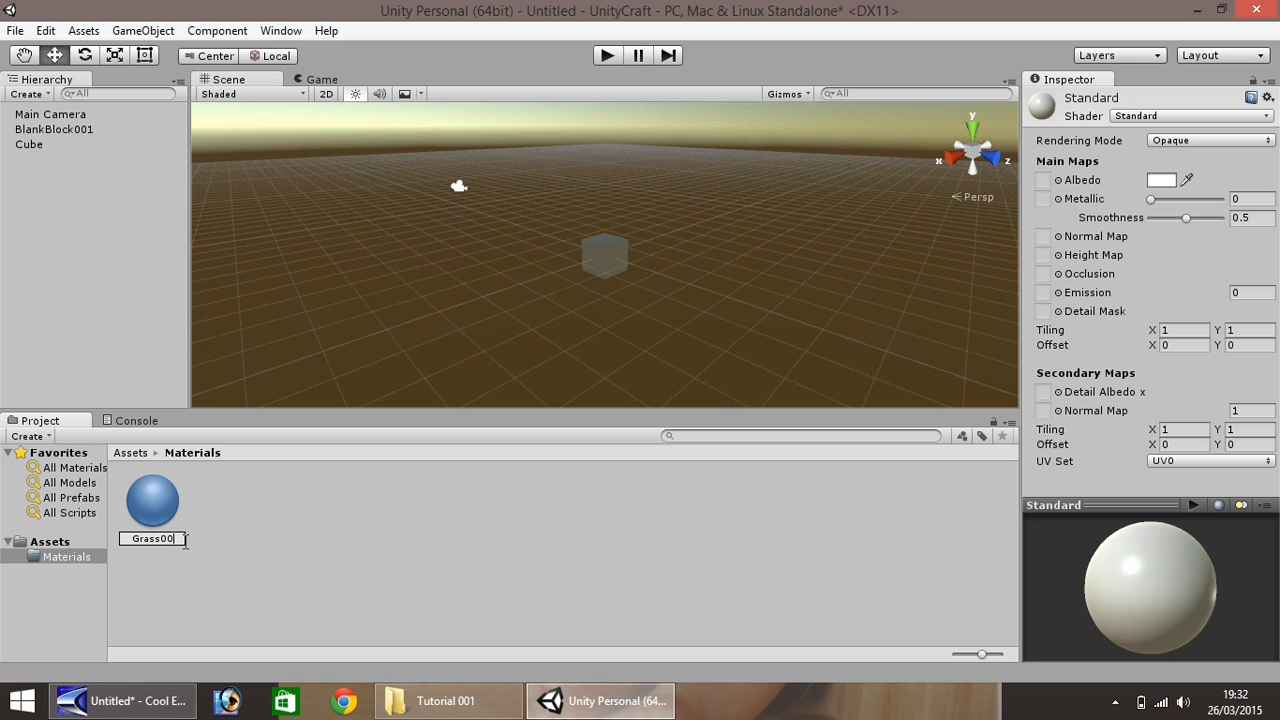 Unity Personal (64bit) - Untitled - UnityCraft - PC, Mac & Linux Standalone* <DX11>
File Edit Assets GameObject Component Window Help
Center Local Layers Layout
Hierarchy
Create All
Main Camera
BlankBlock001
Cube
Scene Game
Shaded 2D Gizmos All
y
x
z
Persp
Inspector
Standard
Shader Standard
Rendering Mode Opaque
Main Maps
Albedo
Metallic 0
Smoothness 0.5
Normal Map
Height Map
Occlusion
Emission 0
Detail Mask
Tiling X 1 Y 1
Offset X 0 Y 0
Secondary Maps
Detail Albedo x
Normal Map 1
Tiling X 1 Y 1
Offset X 0 Y 0
UV Set UV0
Standard
Project Console
Create
Favorites
All Materials
All Models
All Prefabs
All Scripts
Assets
Materials
Assets Materials
Grass00
Untitled* - Cool E...
Tutorial 001
Unity Personal (64...
19:32
26/03/2015